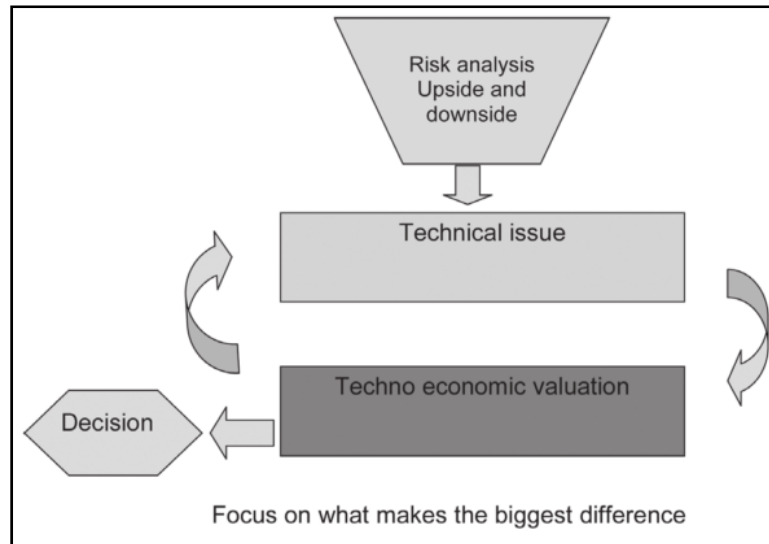 Risk analysis
Upside and
downside
Technical issue
Techno economic valuation
Decision
Focus on what makes the biggest difference